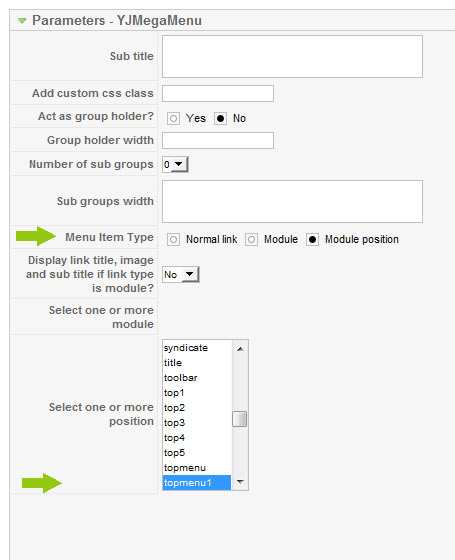 Parameters - YJMegaMenu
Sub title
Add custom css class
Act as group holder? Yes No
Group holder width
Number of sub groups 0
Sub groups width
Menu Item Type Normal link Module Module position
Display link title, image
and sub title if link type
is module? No
Select one or more
module
Select one or more
position
syndicate
title
toolbar
top1
top2
top3
top4
top5
topmenu
topmenu1